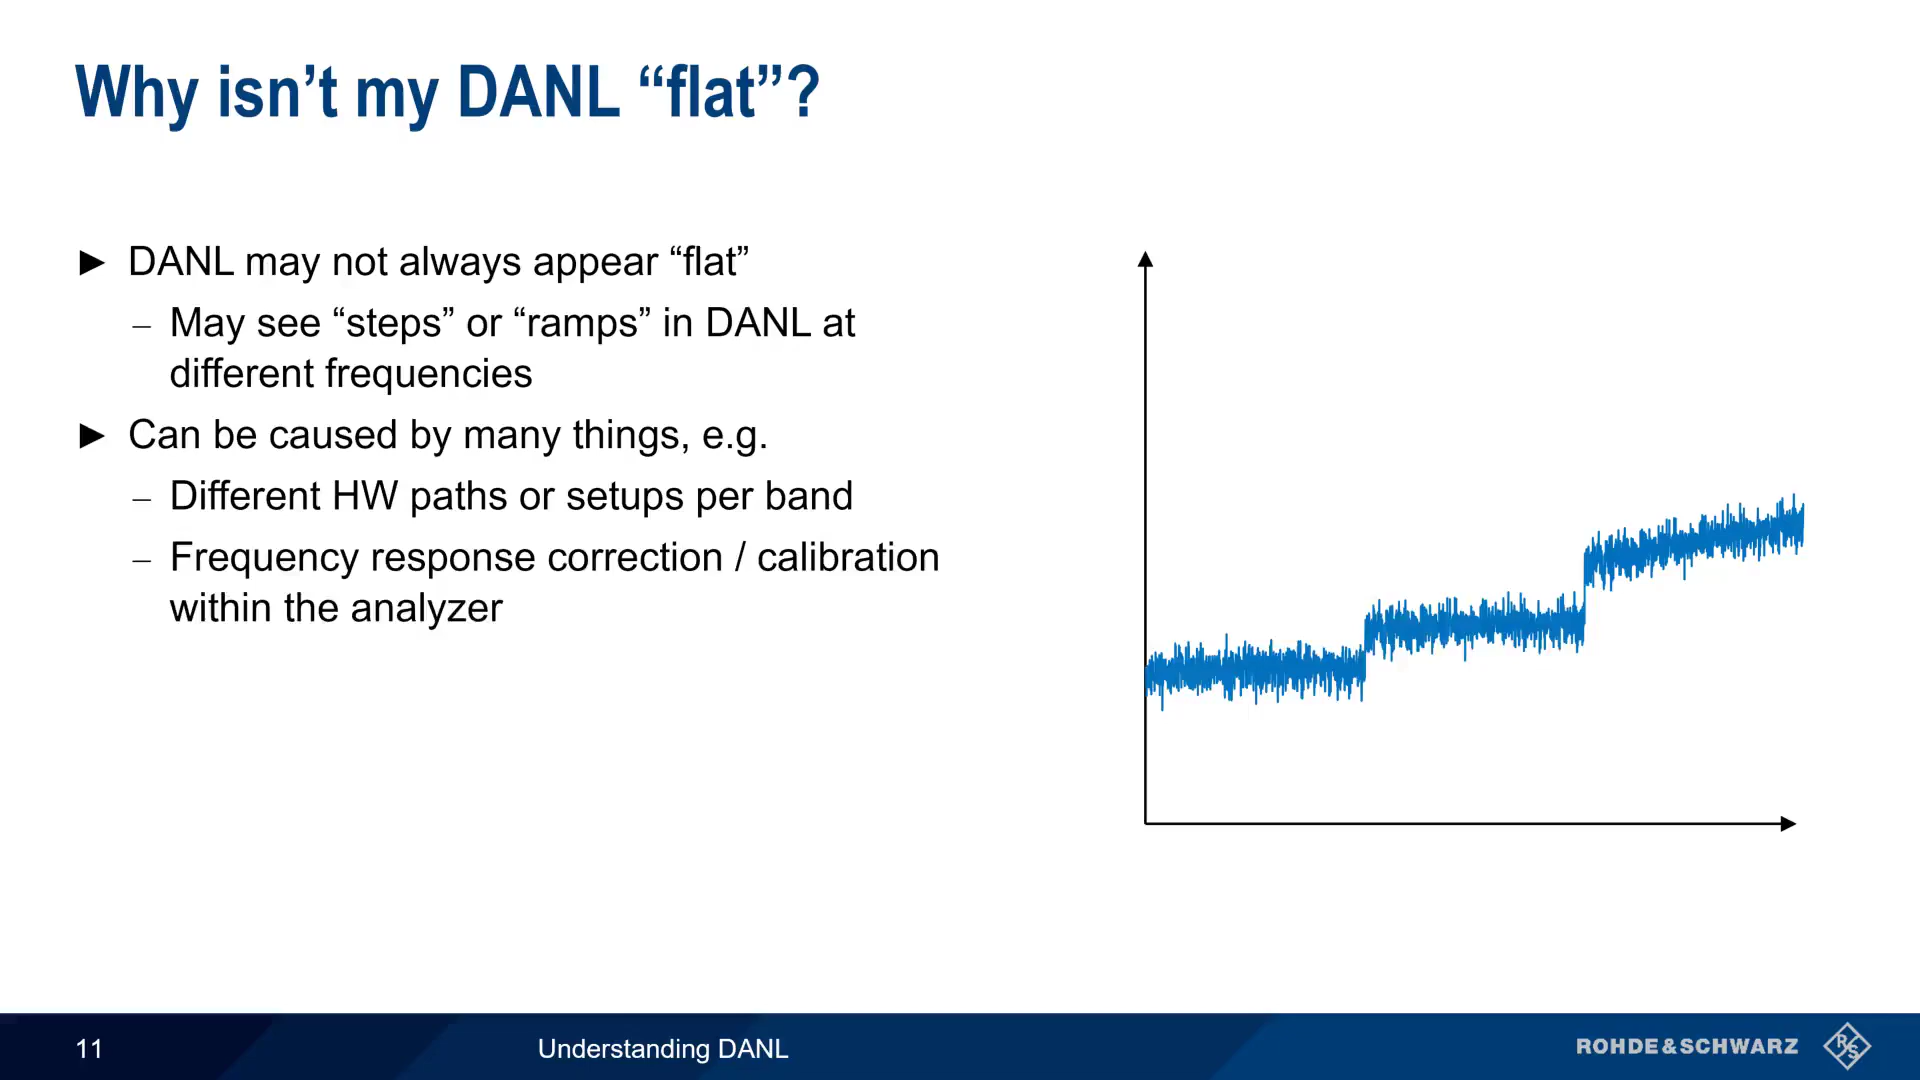 Why isn’t my DANL “flat”?
► DANL may not always appear “flat”
– May see “steps” or “ramps” in DANL at
different frequencies
► Can be caused by many things, e.g.
– Different HW paths or setups per band
– Frequency response correction / calibration
within the analyzer
11
Understanding DANL
ROHDE&SCHWARZ
R
S